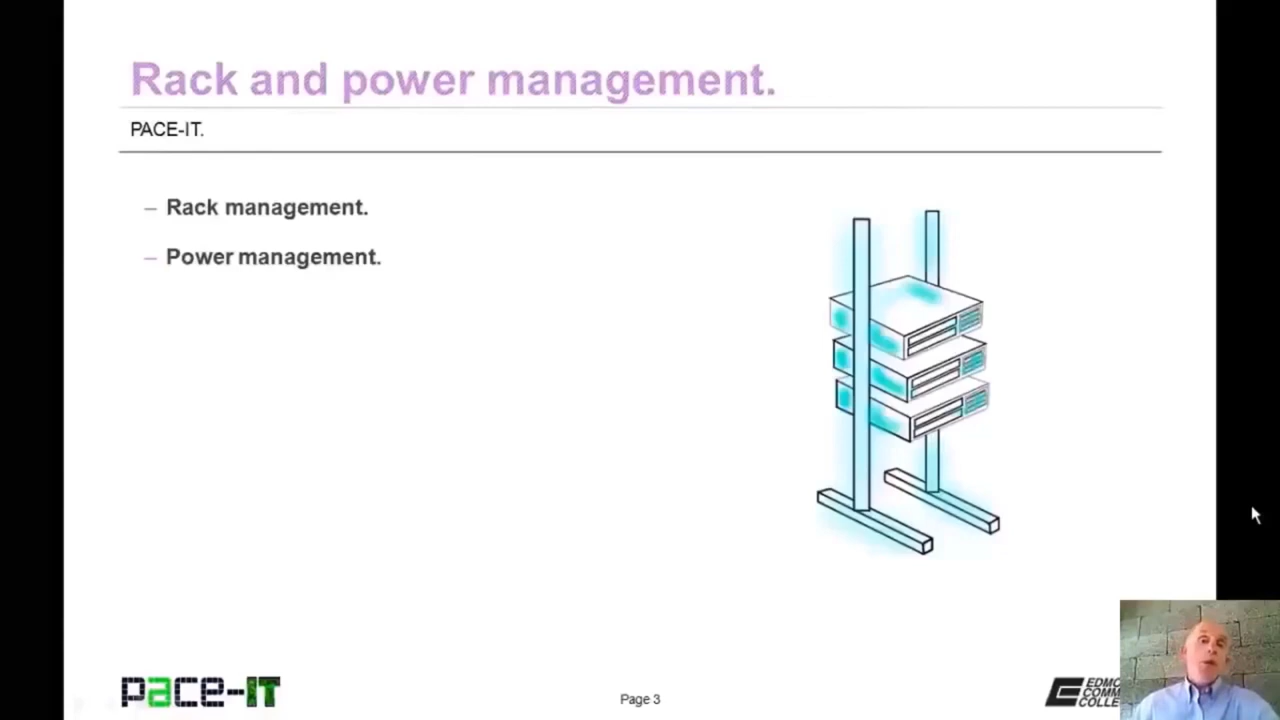 Rack and power management.
PACE-IT.
– Rack management.
– Power management.
pace-IT
Page 3